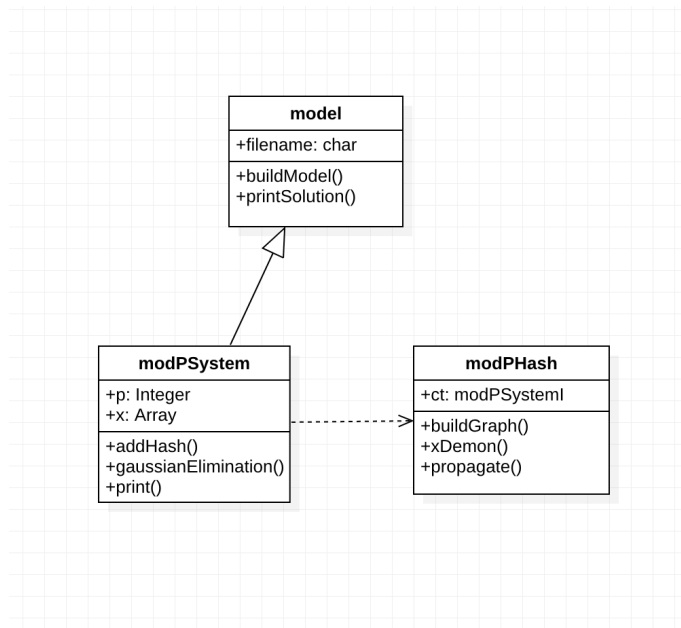 model
+filename: char
+buildModel()
+printSolution()
modPSystem
+p: Integer
+x: Array
+addHash()
+gaussianElimination()
+print()
modPHash
+ct: modPSystemI
+buildGraph()
+xDemon()
+propagate()